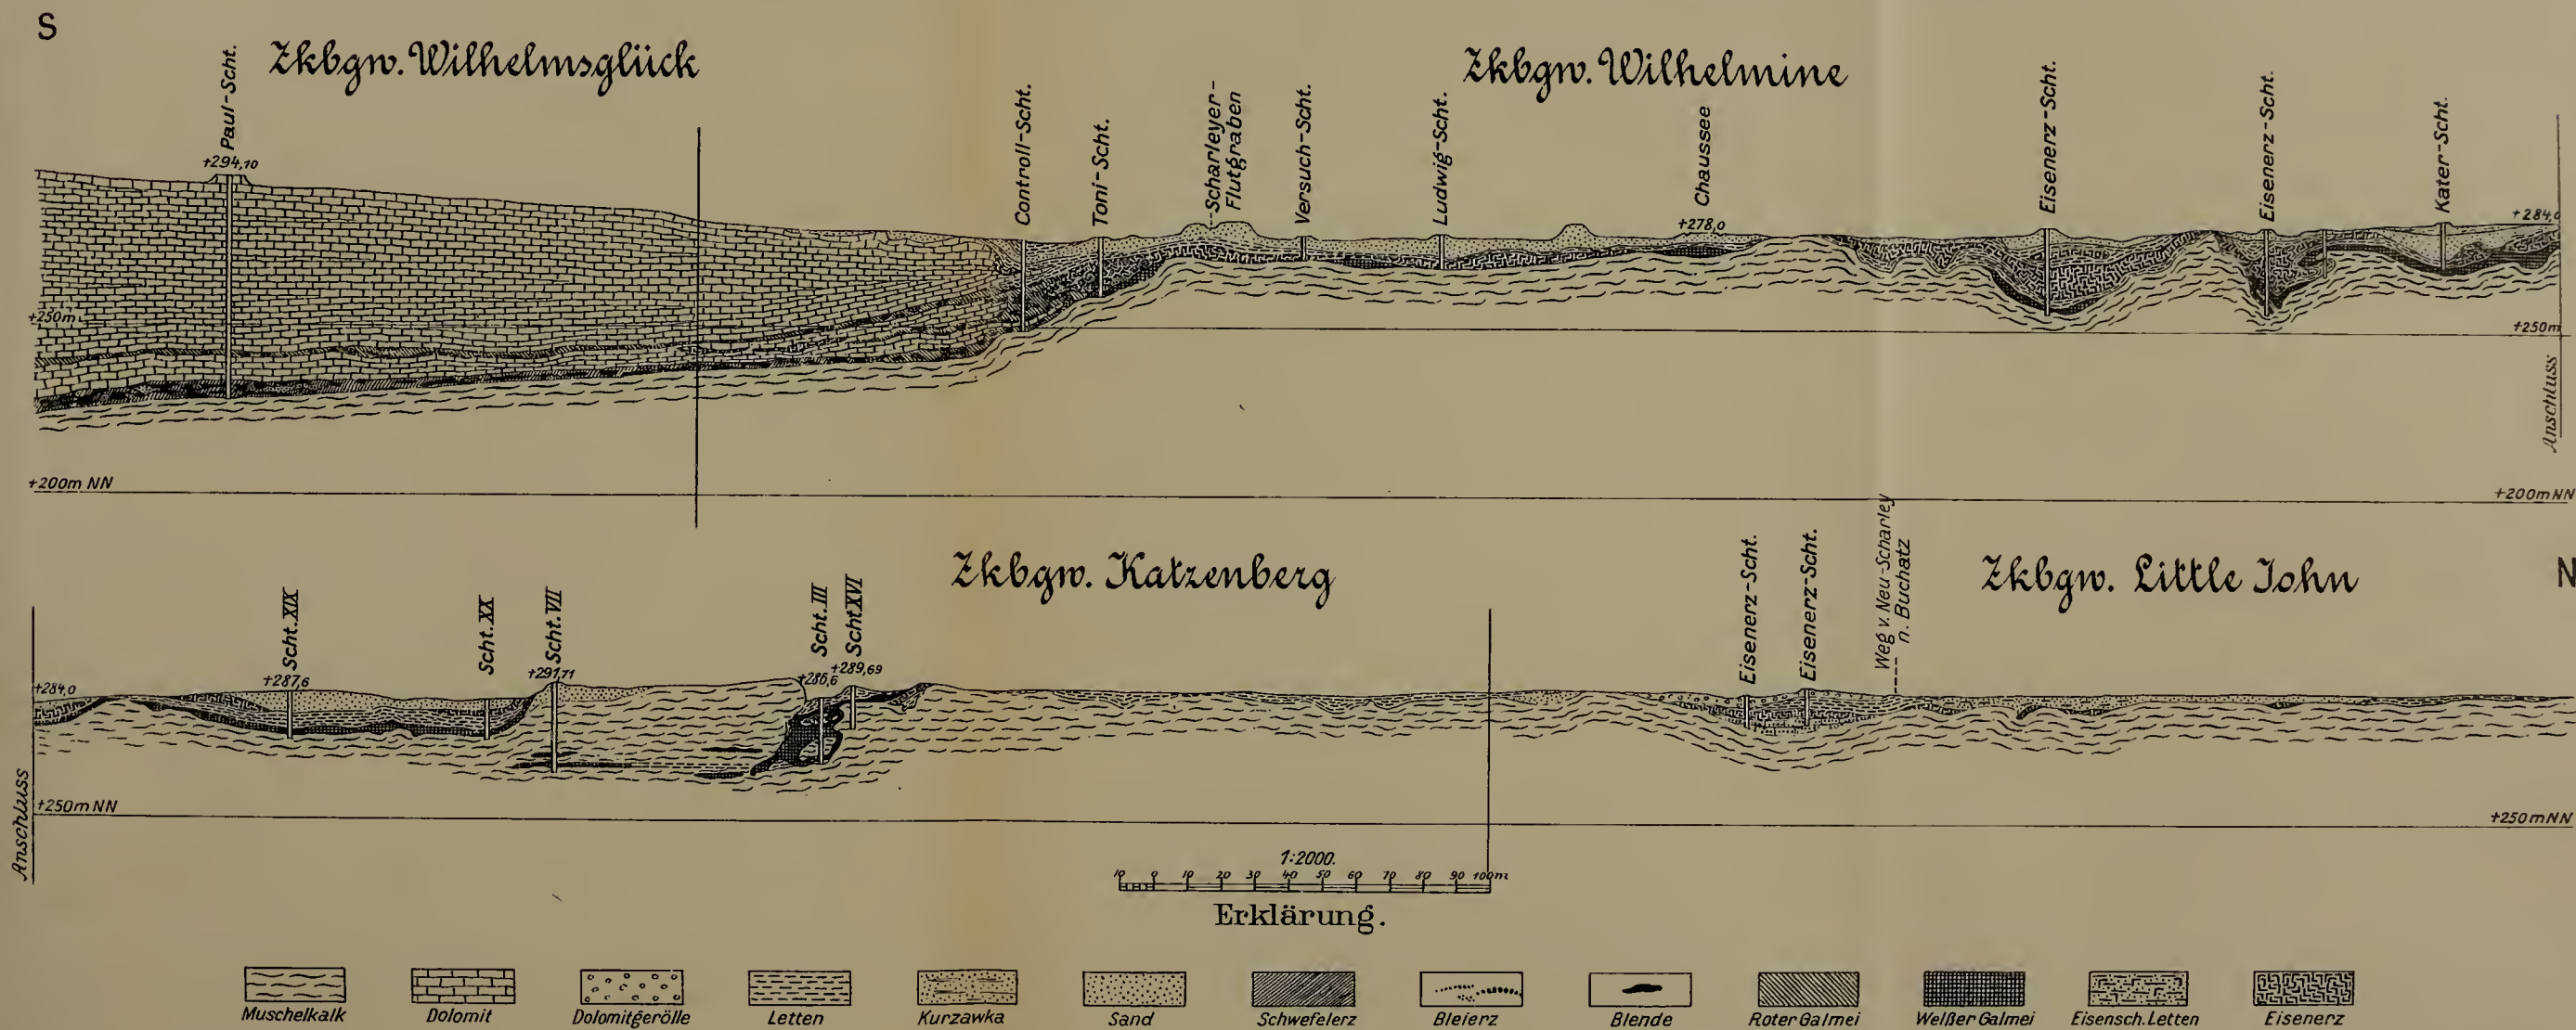 S
Zkbgw. Wilhelmsglück
Zkbgw. Wilhelmine
Paul-Scht.
+294,10
Controll-Scht.
Toni-Scht.
Scharleyer-
Flutgraben
Versuch-Scht.
Ludwig-Scht.
Chaussee
+278,0
Eisenerz-Scht.
Eisenerz-Scht.
Kater-Scht.
+284,0
+250m
+250m
Anschluss
+200m NN
+200m NN
Zkbgw. Katzenberg
Zkbgw. Little John
N
Scht. XIX
Scht. XX
Scht. VII
Scht. III
Scht XVI
Eisenerz-Scht.
Eisenerz-Scht.
Weg v. Neu-Scharley
n. Buchatz
+284,0
+287,6
+291,71
+286,6
+289,69
Anschluss
+250m NN
+250m NN
1:2000.
10 0 10 20 30 40 50 60 70 80 90 100m
Erklärung.
Muschelkalk
Dolomit
Dolomitgerölle
Letten
Kurzawka
Sand
Schwefelerz
Bleierz
Blende
Roter Galmei
Weißer Galmei
Eisensch. Letten
Eisenerz